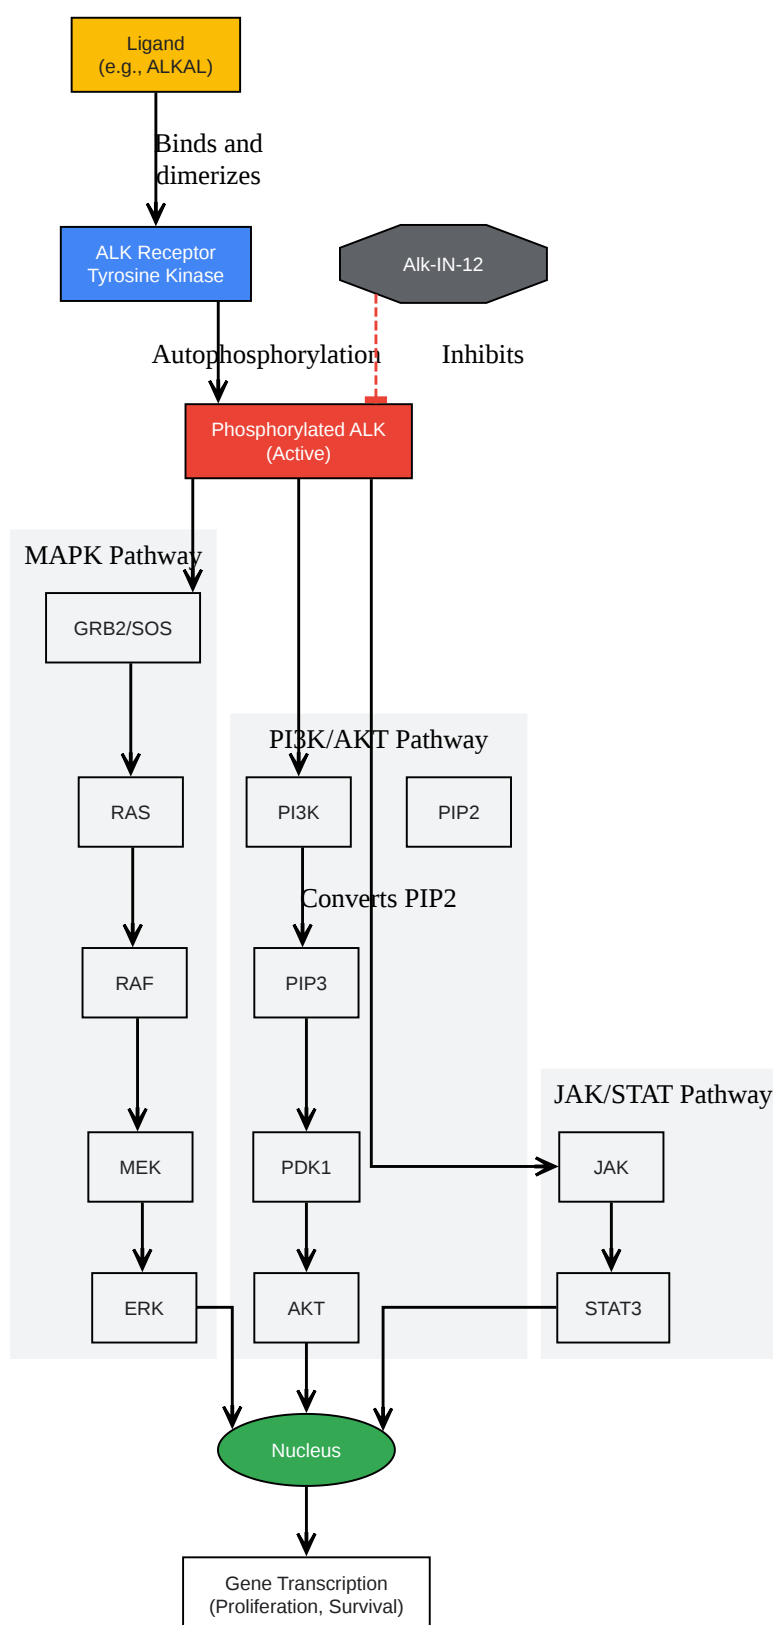 Ligand
(e.g., ALKAL)
Binds and
dimerizes
ALK Receptor
Tyrosine Kinase
Alk-IN-12
Autophosphorylation
Inhibits
Phosphorylated ALK
(Active)
MAPK Pathway
GRB2/SOS
PI3K/AKT Pathway
RAS
PI3K
PIP2
Converts PIP2
RAF
PIP3
JAK/STAT Pathway
MEK
PDK1
JAK
ERK
AKT
STAT3
Nucleus
Gene Transcription
(Proliferation, Survival)